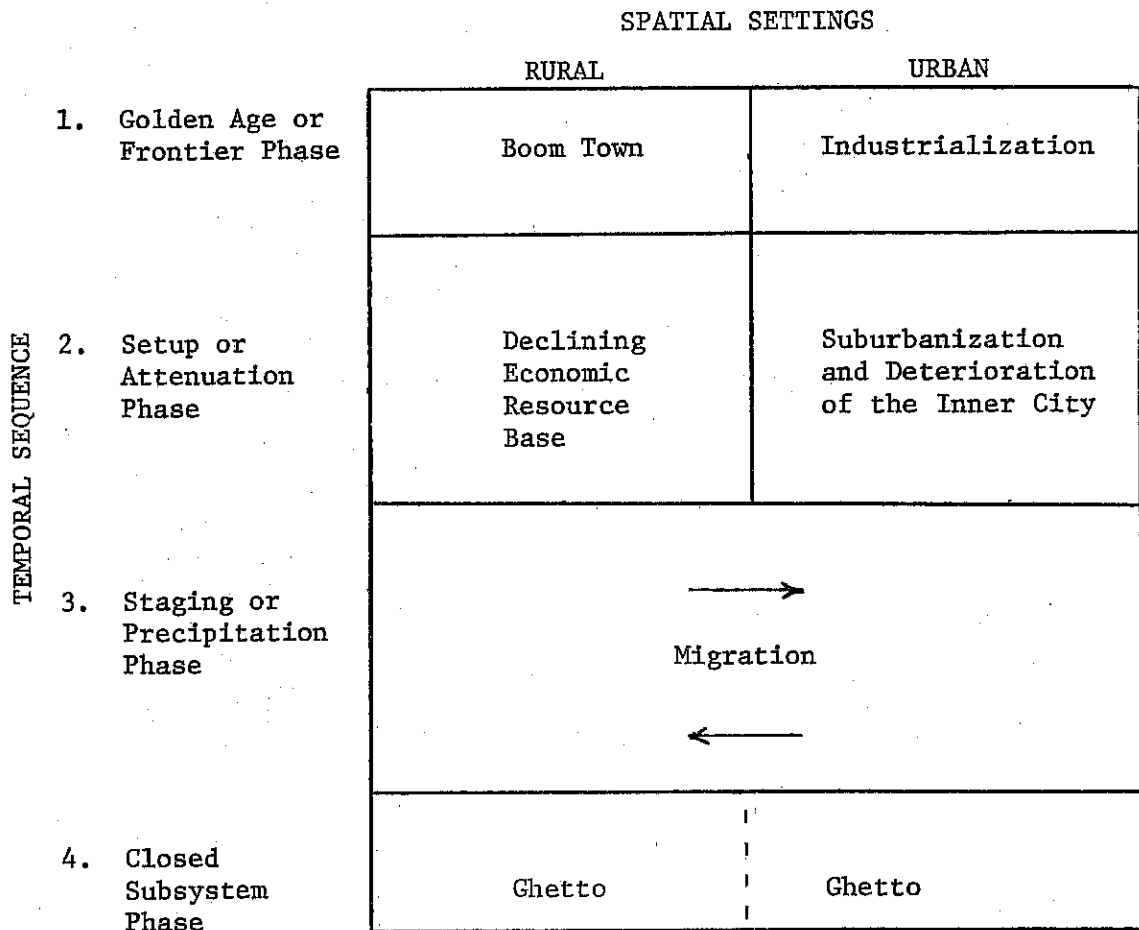 SPATIAL SETTINGS
RURAL URBAN
TEMPORAL SEQUENCE
1. Golden Age or
Frontier Phase
Boom Town
Industrialization
2. Setup or
Attenuation
Phase
Declining
Economic
Resource
Base
Suburbanization
and Deterioration
of the Inner City
3. Staging or
Precipitation
Phase
Migration
4. Closed
Subsystem
Phase
Ghetto
Ghetto